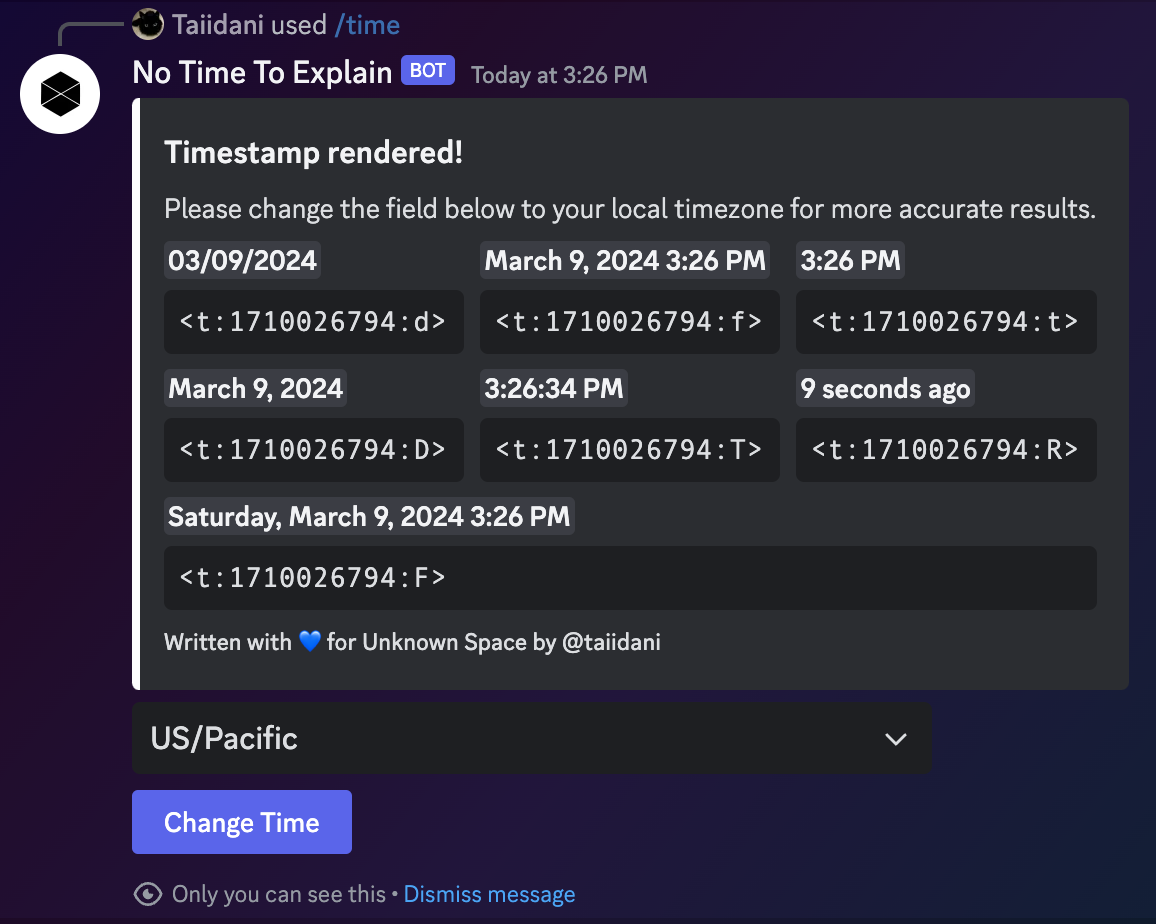 Taiidani used /time
No Time To Explain BOT Today at 3:26 PM
Timestamp rendered!
Please change the field below to your local timezone for more accurate results.
03/09/2024 March 9, 2024 3:26 PM 3:26 PM
<t:1710026794:d> <t:1710026794:f> <t:1710026794:t>
March 9, 2024 3:26:34 PM 9 seconds ago
<t:1710026794:D> <t:1710026794:T> <t:1710026794:R>
Saturday, March 9, 2024 3:26 PM
<t:1710026794:F>
Written with 💙 for Unknown Space by @taiidani
US/Pacific
Change Time
Only you can see this • Dismiss message